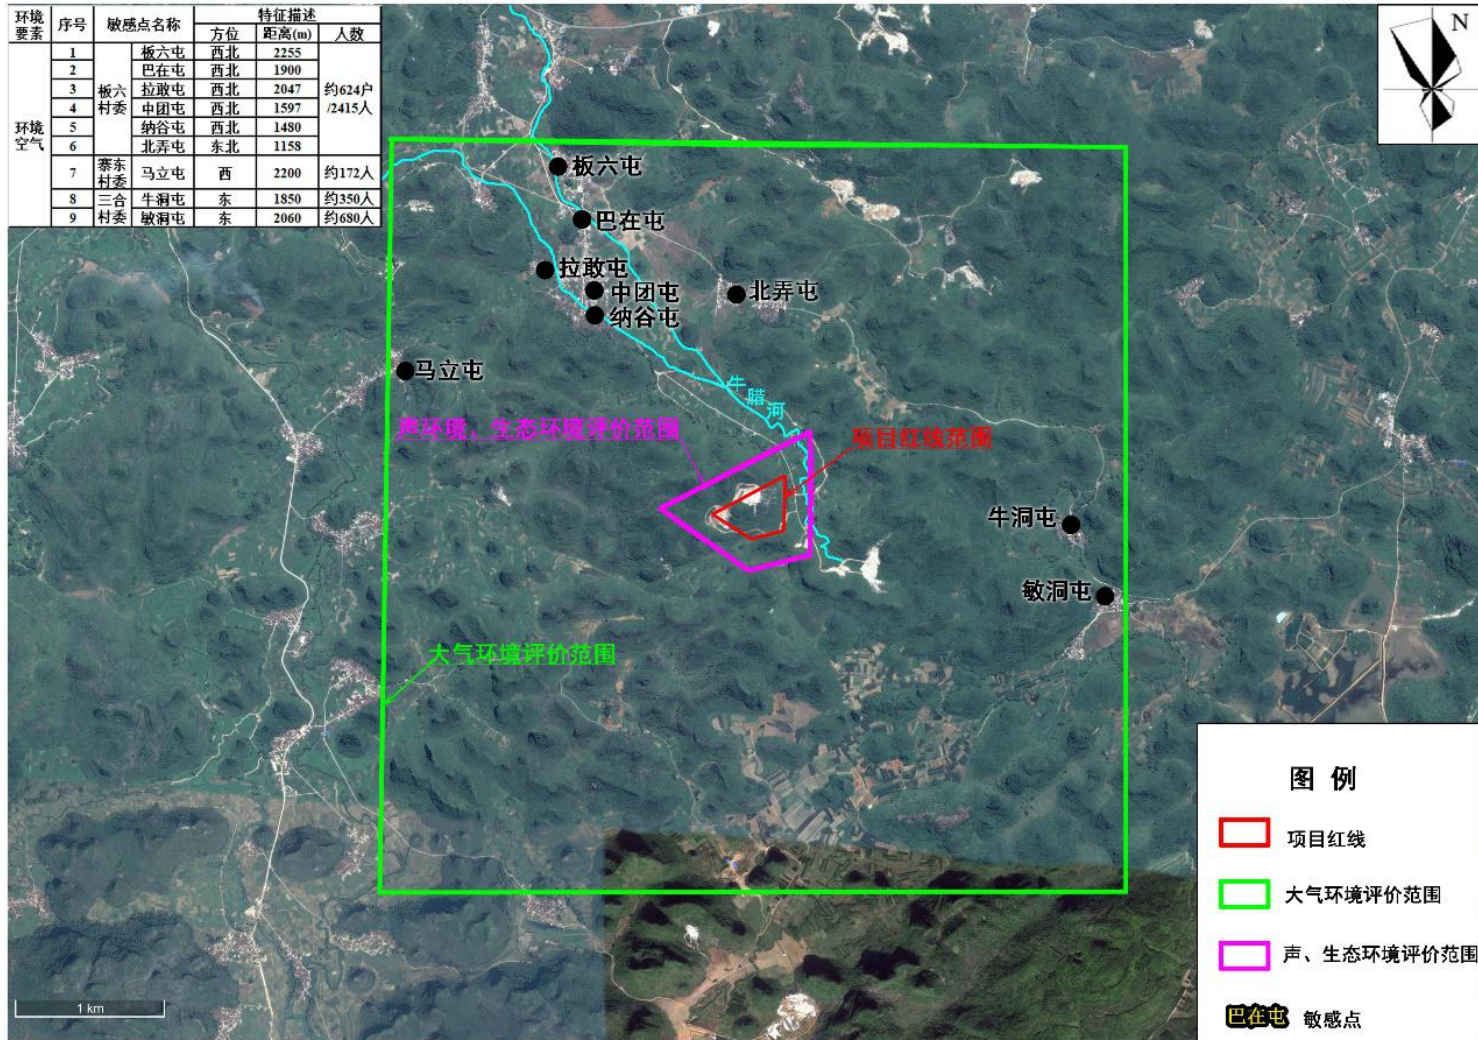 环境要素 序号 敏感点名称 特征描述
方位 距离(m) 人数
环境空气
1 板六村委 板六屯 西北 2255 约624户/2415人
2 巴在屯 西北 1900
3 拉敢屯 西北 2047
4 中团屯 西北 1597
5 纳谷屯 西北 1480
6 北弄屯 东北 1158
7 寨东村委 马立屯 西 2200 约172人
8 三合村委 牛洞屯 东 1850 约350人
9 敏洞屯 东 2060 约680人
N
板六屯
巴在屯
拉敢屯
中团屯
北弄屯
纳谷屯
马立屯
牛腊河
声环境、生态环境评价范围
项目红线范围
牛洞屯
敏洞屯
大气环境评价范围
图 例
项目红线
大气环境评价范围
声、生态环境评价范围
巴在屯 敏感点
1 km